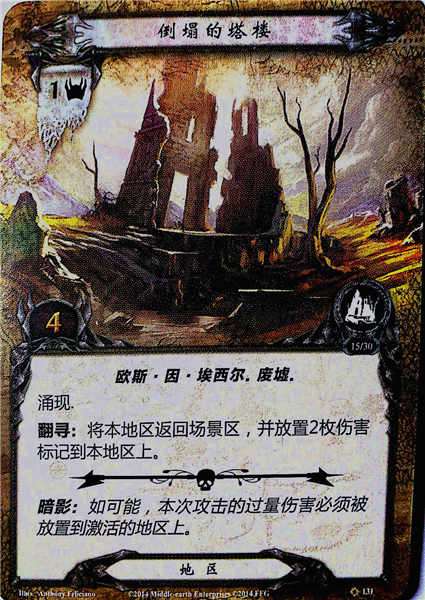 倒塌的塔楼
1
4
15/30
欧斯·因·埃西尔。废墟.
涌现.
翻寻：将本地区返回场景区，并放置2枚伤害
标记到本地区上。
暗影：如可能，本次攻击的过量伤害必须被
放置到激活的地区上。
地区
Illus. Anthony Feliciano
©2014 Middle-earth Enterprises ©2014 FFG
131